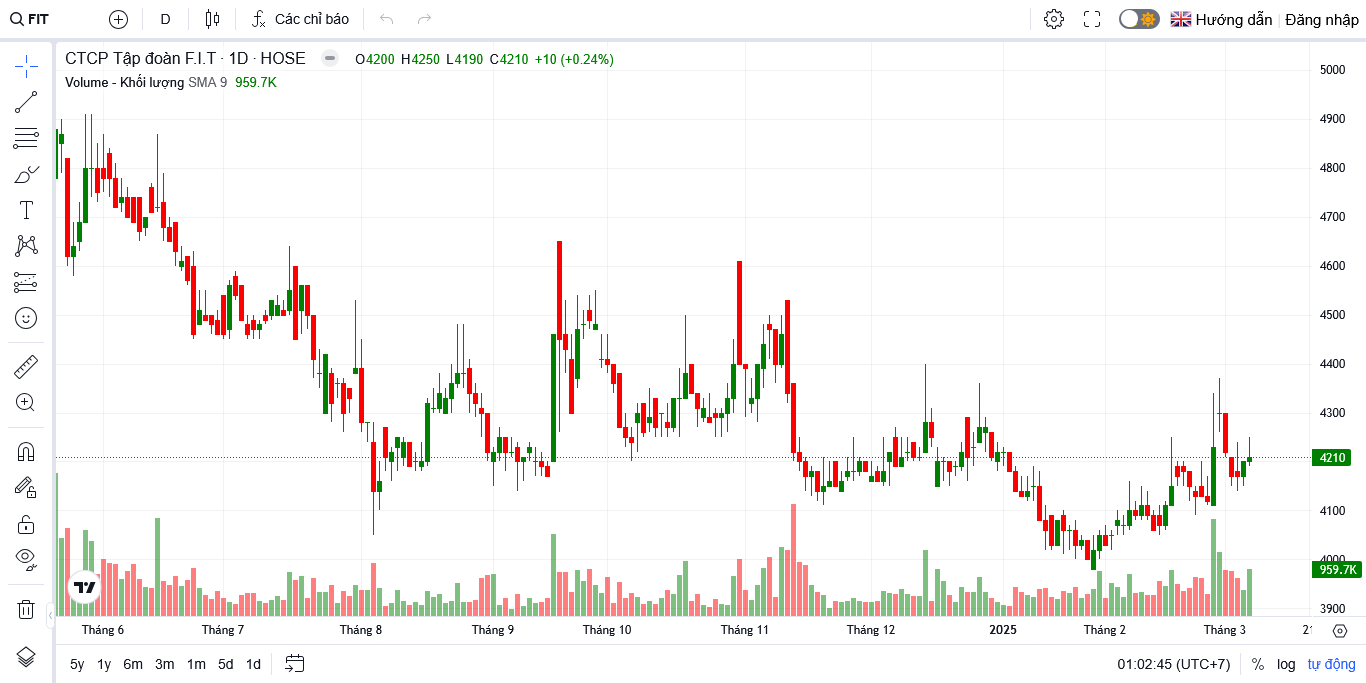 FIT D Các chỉ báo Hướng dẫn Đăng nhập
CTCP Tập đoàn F.I.T · 1D · HOSE O4200 H4250 L4190 C4210 +10 (+0.24%)
Volume - Khối lượng SMA 9 959.7K
5000
4900
4800
4700
4600
4500
4400
4300
4210
4100
4000
959.7K
3900
Tháng 6 Tháng 7 Tháng 8 Tháng 9 Tháng 10 Tháng 11 Tháng 12 2025 Tháng 2 Tháng 3
5y 1y 6m 3m 1m 5d 1d 01:02:45 (UTC+7) % log tự động